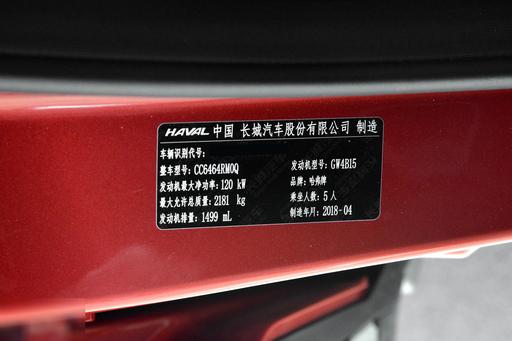 HAVAL 中国 长城汽车股份有限公司 制造
车辆识别代号:
整车型号: CC6464RM0Q 发动机型号: GW4B15
发动机最大净功率: 120 kW 品牌: 哈弗牌
最大允许总质量: 2181 kg 乘坐人数: 5 人
发动机排量: 1499 mL 制造年月: 2018-04